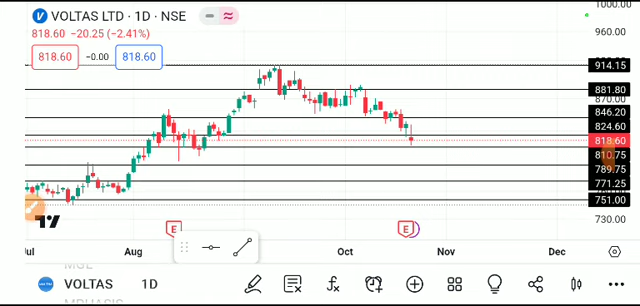 VOLTAS LTD · 1D · NSE
818.60 −20.25 (−2.41%)
818.60 −0.00 818.60
1000.00
960.00
914.15
881.80
870.00
846.20
824.60
818.60
810.75
789.75
771.25
751.00
730.00
E E
Jul Aug Oct Nov Dec
MGL
VOLTAS 1D
MPHASIS